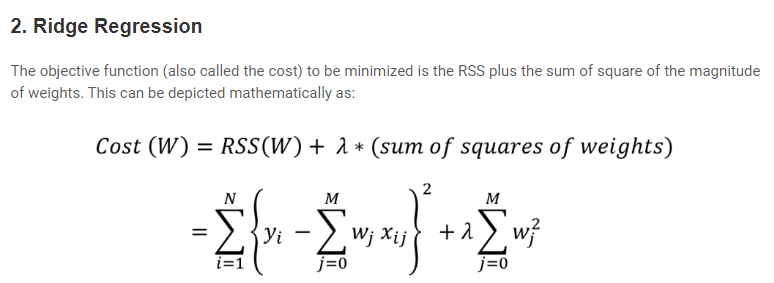 2. Ridge Regression
The objective function (also called the cost) to be minimized is the RSS plus the sum of square of the magnitude
of weights. This can be depicted mathematically as:
Cost (W) = RSS(W) + λ * (sum of squares of weights)
= \sum_{i=1}^{N} \left\{ y_i - \sum_{j=0}^{M} w_j x_{ij} \right\}^2 + λ \sum_{j=0}^{M} w_j^2